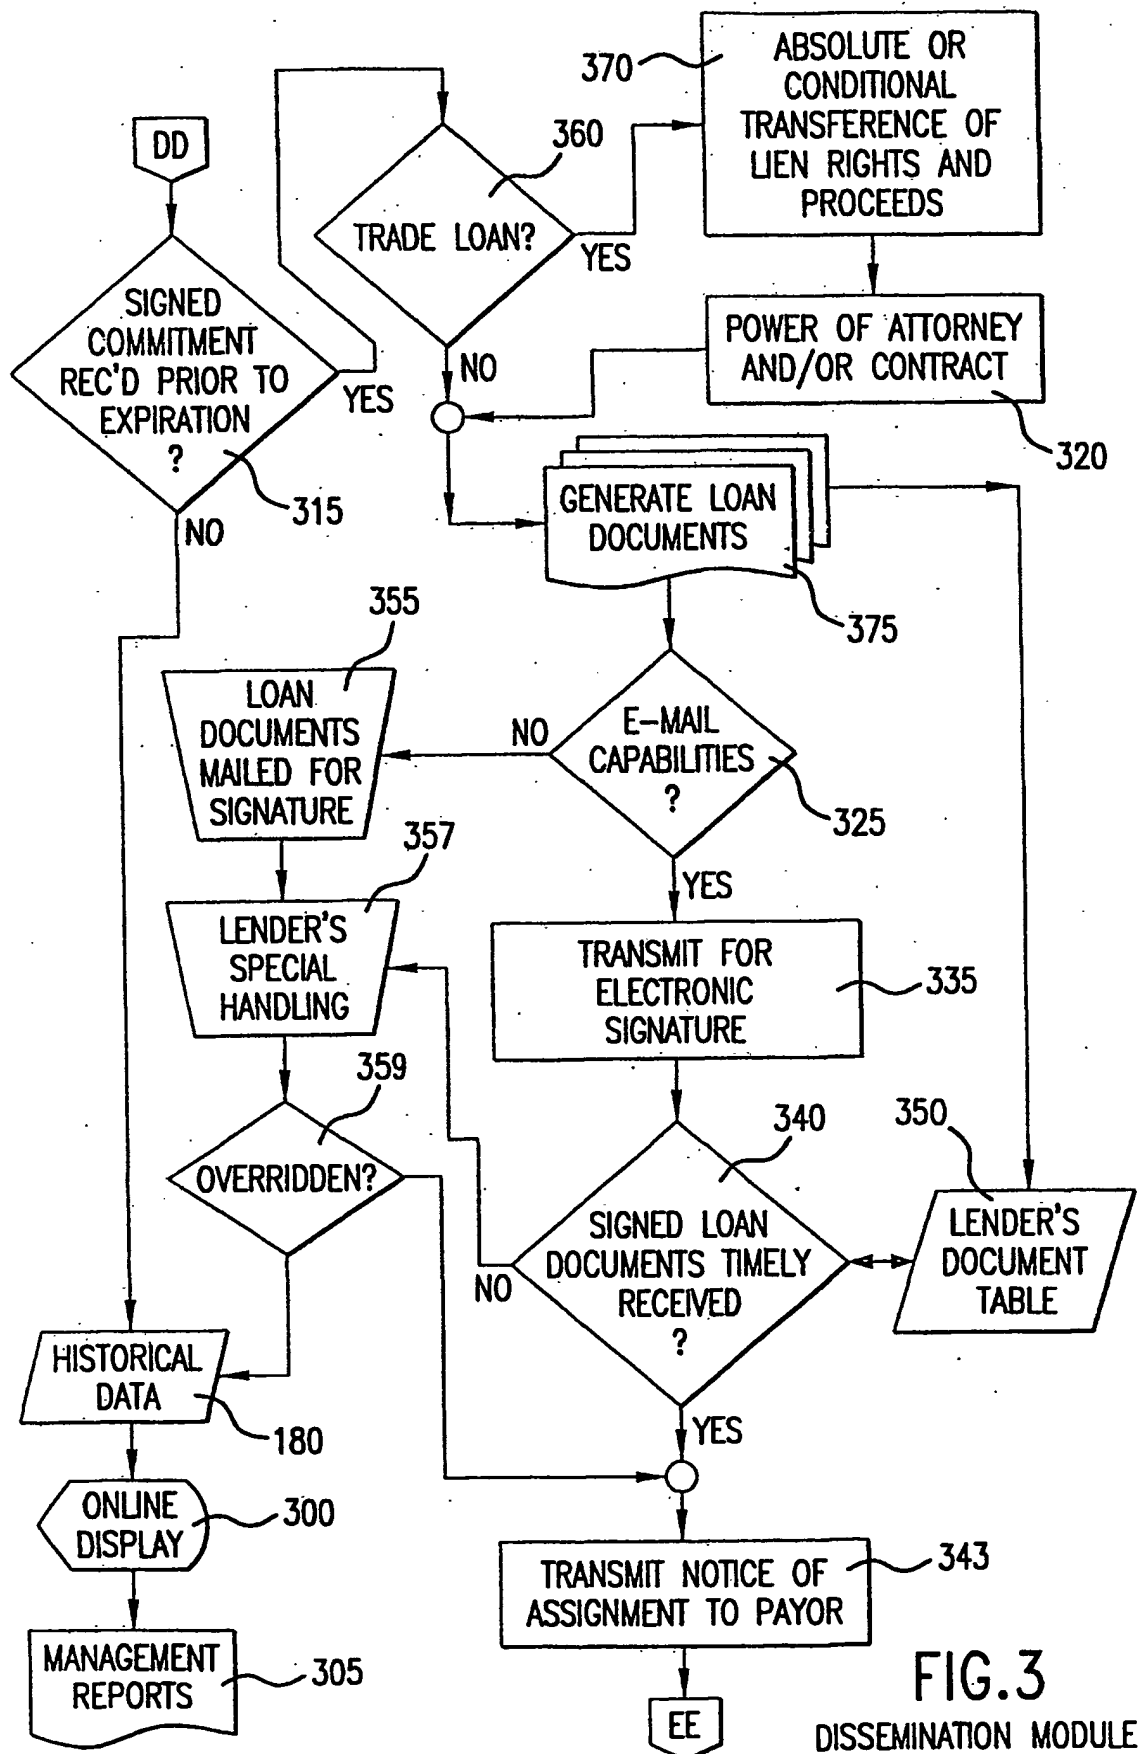 370
ABSOLUTE OR
CONDITIONAL
TRANSFERENCE OF
LIEN RIGHTS AND
PROCEEDS
DD
360
TRADE LOAN?
YES
NO
SIGNED
COMMITMENT
REC'D PRIOR TO
EXPIRATION
?
YES
315
NO
POWER OF ATTORNEY
AND/OR CONTRACT
320
GENERATE LOAN
DOCUMENTS
375
355
LOAN
DOCUMENTS
MAILED FOR
SIGNATURE
NO
E-MAIL
CAPABILITIES
?
325
YES
357
LENDER'S
SPECIAL
HANDLING
TRANSMIT FOR
ELECTRONIC
SIGNATURE
335
359
OVERRIDDEN?
340
SIGNED LOAN
DOCUMENTS TIMELY
RECEIVED
?
NO
YES
350
LENDER'S
DOCUMENT
TABLE
HISTORICAL
DATA
180
ONLINE
DISPLAY
300
MANAGEMENT
REPORTS
305
TRANSMIT NOTICE OF
ASSIGNMENT TO PAYOR
343
EE
FIG.3
DISSEMINATION MODULE